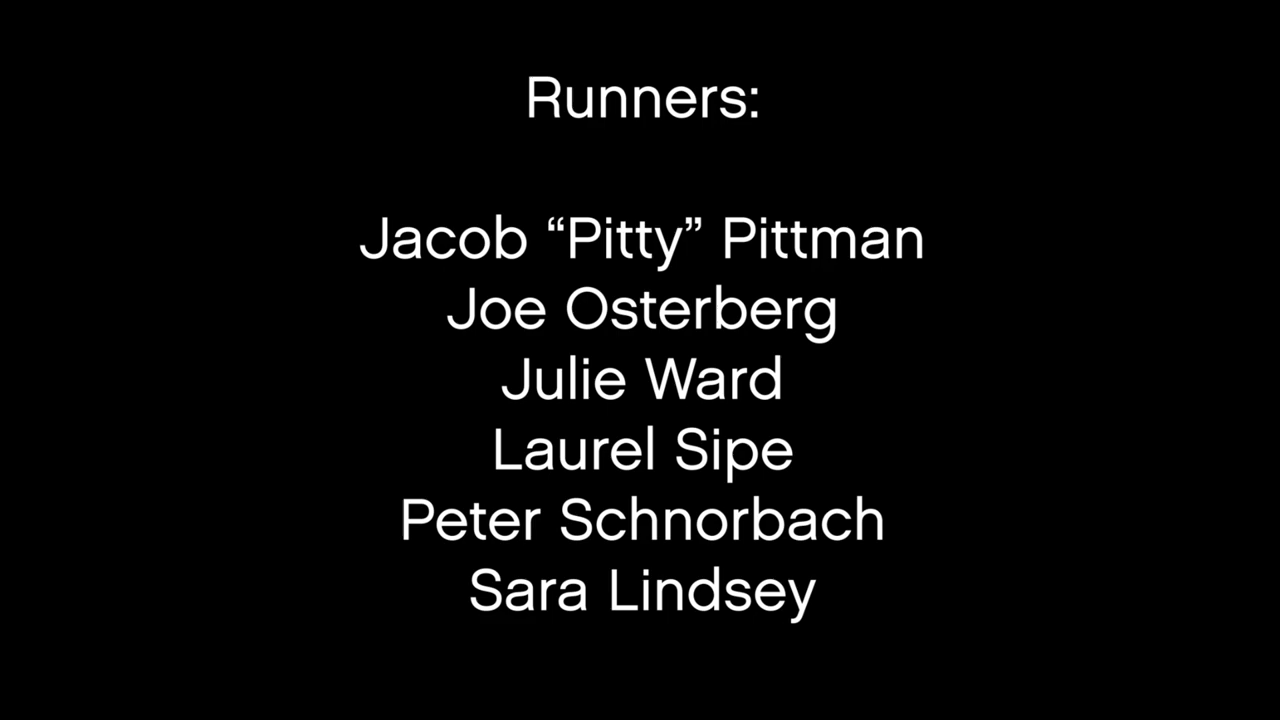 Runners:
Jacob “Pitty” Pittman
Joe Osterberg
Julie Ward
Laurel Sipe
Peter Schnorbach
Sara Lindsey